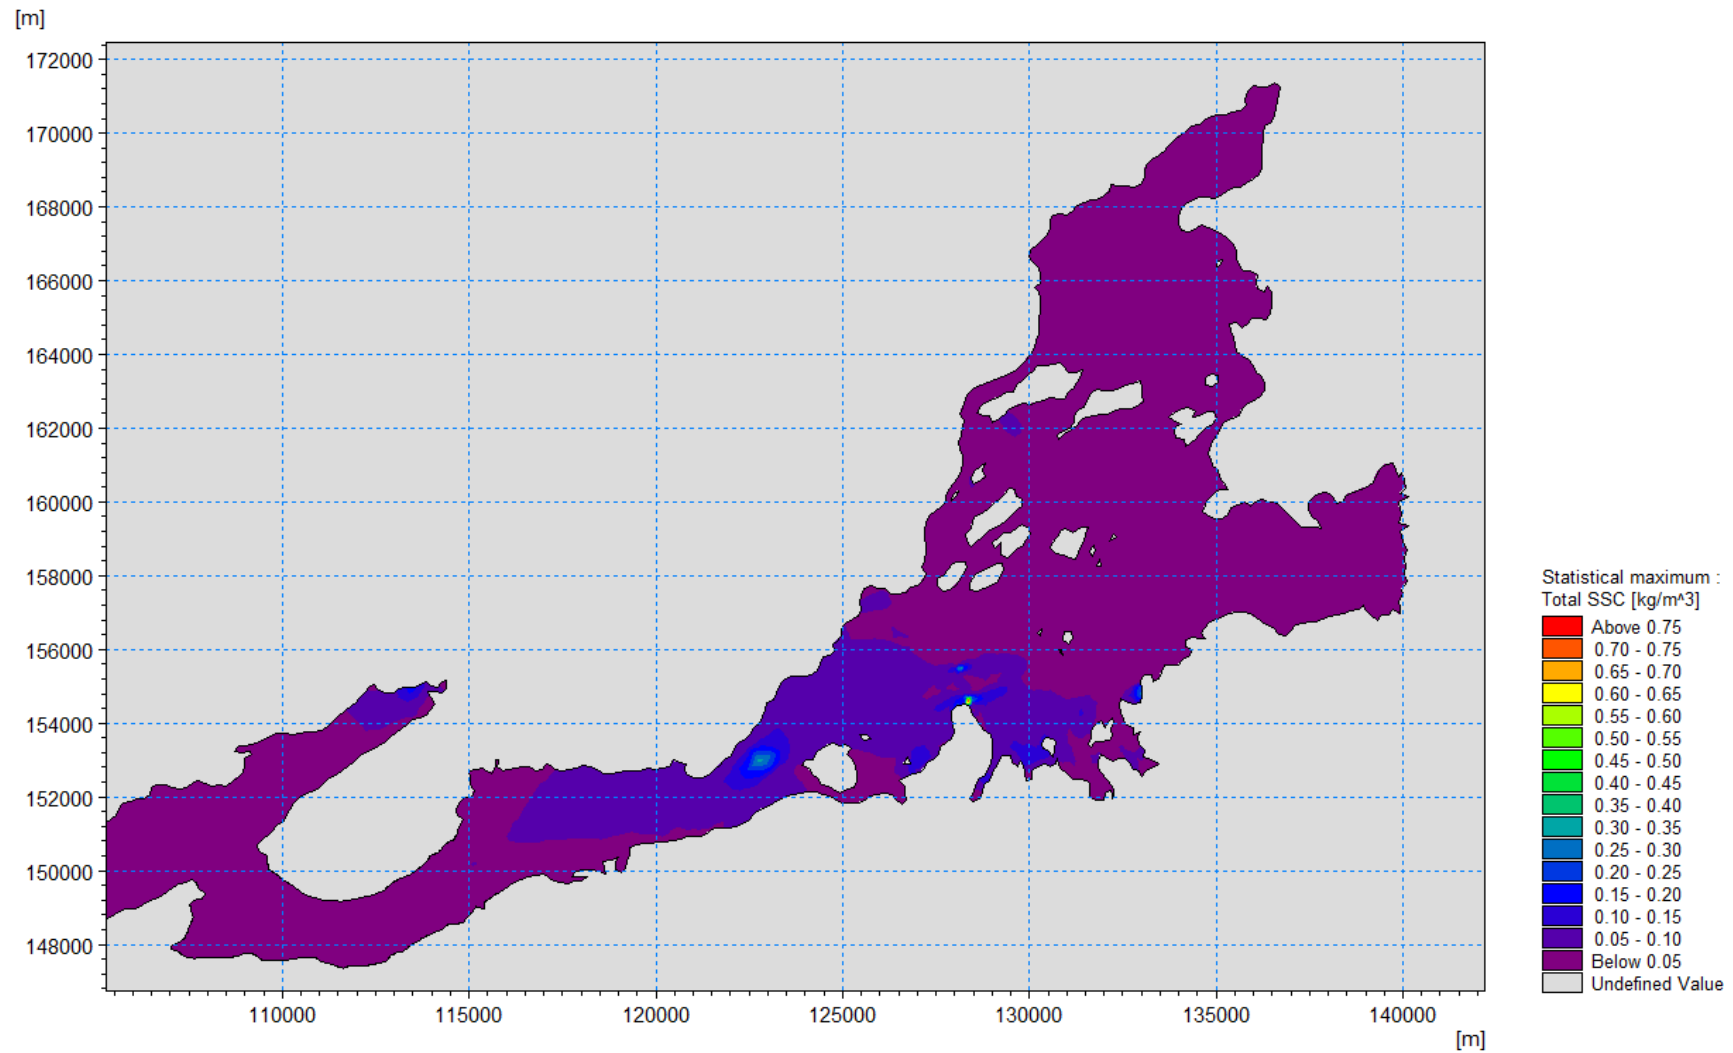 [m]
172000
170000
168000
166000
164000
162000
160000
158000
156000
154000
152000
150000
148000
110000 115000 120000 125000 130000 135000 140000
[m]
Statistical maximum :
Total SSC [kg/m^3]
Above 0.75
0.70 - 0.75
0.65 - 0.70
0.60 - 0.65
0.55 - 0.60
0.50 - 0.55
0.45 - 0.50
0.40 - 0.45
0.35 - 0.40
0.30 - 0.35
0.25 - 0.30
0.20 - 0.25
0.15 - 0.20
0.10 - 0.15
0.05 - 0.10
Below 0.05
Undefined Value